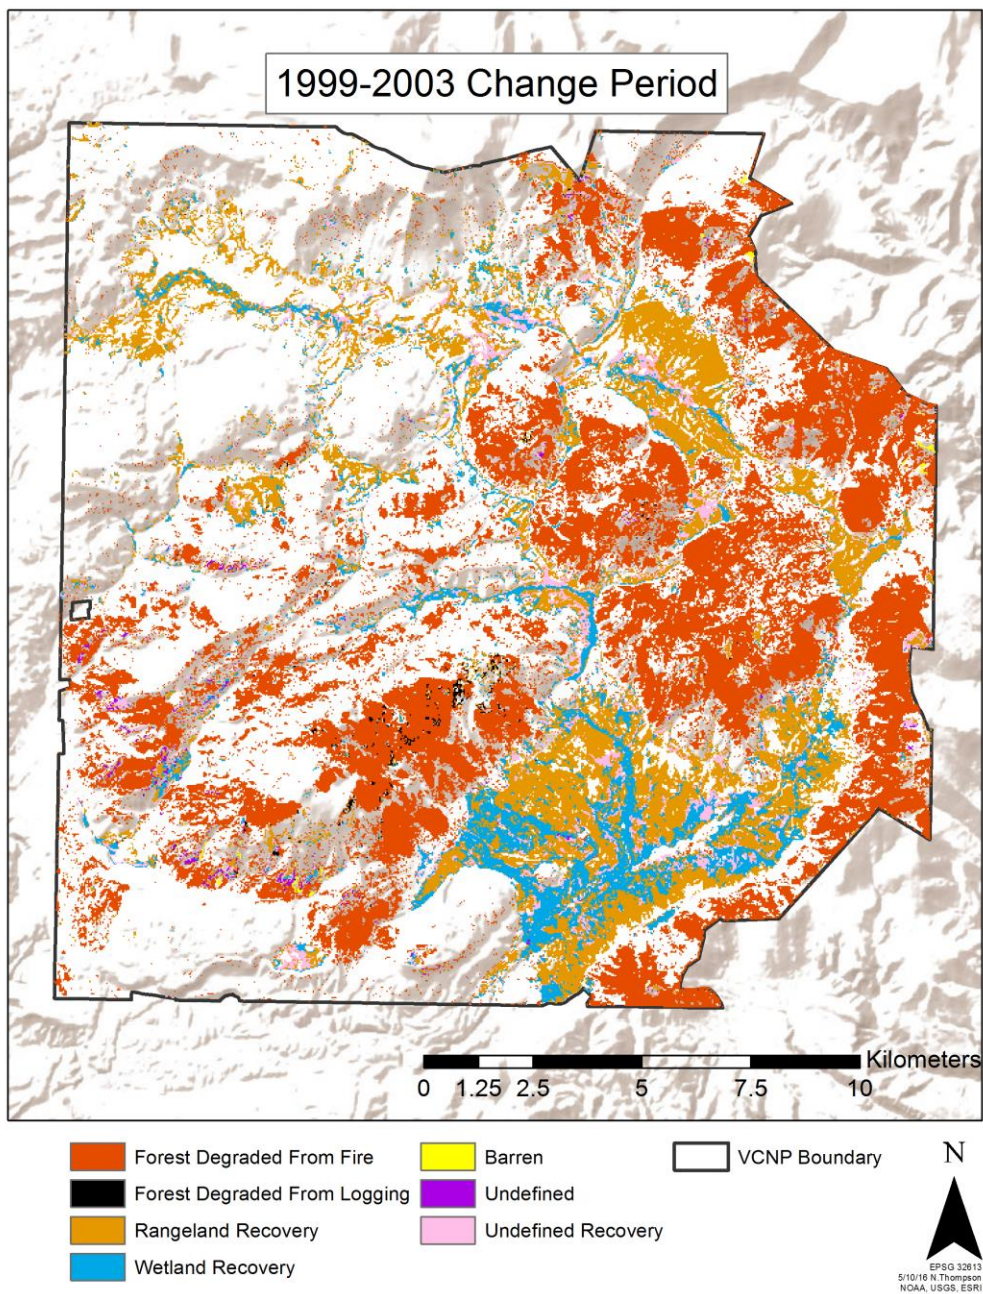 1999-2003 Change Period
Kilometers
0 1.25 2.5 5 7.5 10
Forest Degraded From Fire
Forest Degraded From Logging
Rangeland Recovery
Wetland Recovery
Barren
Undefined
Undefined Recovery
VCNP Boundary
N
EPSG 32613
5/10/16 N.Thompson
NOAA, USGS, ESRI